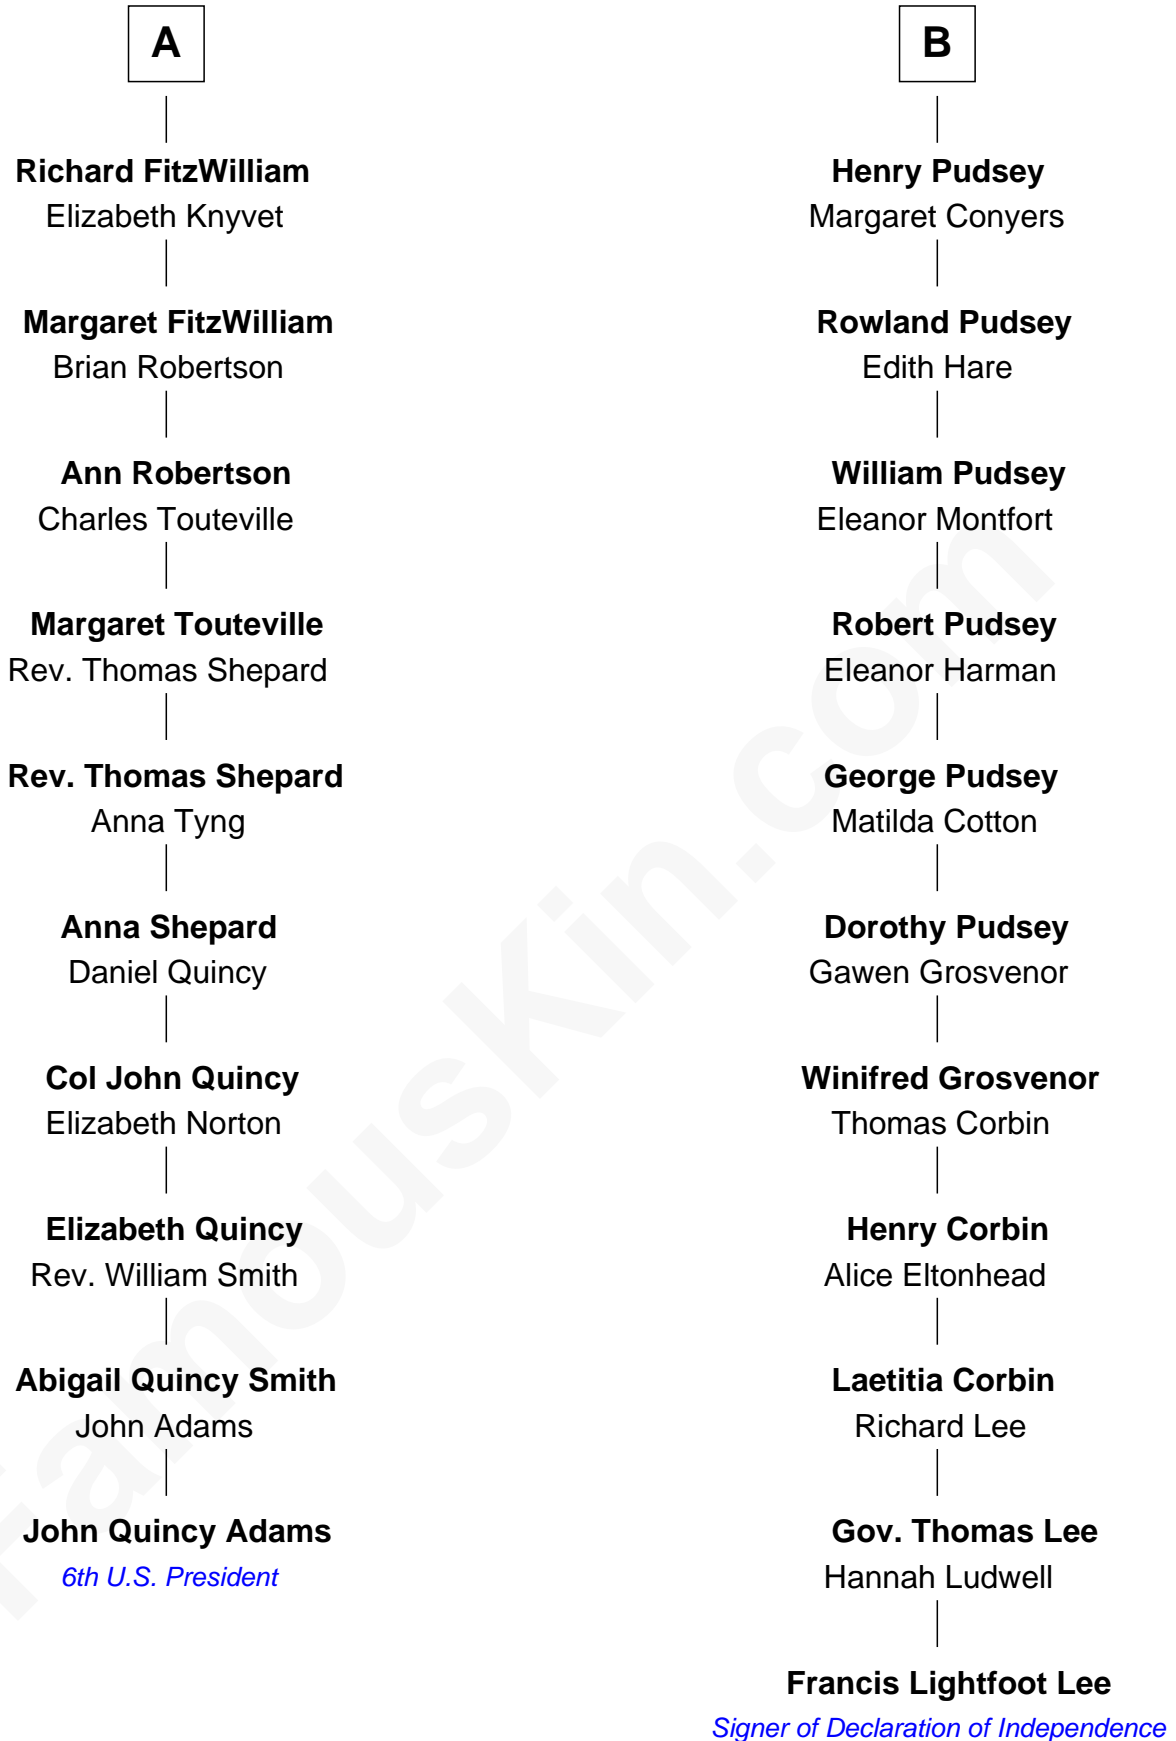 A
Richard FitzWilliam
Elizabeth Knyvet
Margaret FitzWilliam
Brian Robertson
Ann Robertson
Charles Touteville
Margaret Touteville
Rev. Thomas Shepard
Rev. Thomas Shepard
Anna Tyng
Anna Shepard
Daniel Quincy
Col John Quincy
Elizabeth Norton
Elizabeth Quincy
Rev. William Smith
Abigail Quincy Smith
John Adams
John Quincy Adams
6th U.S. President
B
Henry Pudsey
Margaret Conyers
Rowland Pudsey
Edith Hare
William Pudsey
Eleanor Montfort
Robert Pudsey
Eleanor Harman
George Pudsey
Matilda Cotton
Dorothy Pudsey
Gawen Grosvenor
Winifred Grosvenor
Thomas Corbin
Henry Corbin
Alice Eltonhead
Laetitia Corbin
Richard Lee
Gov. Thomas Lee
Hannah Ludwell
Francis Lightfoot Lee
Signer of Declaration of Independence
FamousKin.com